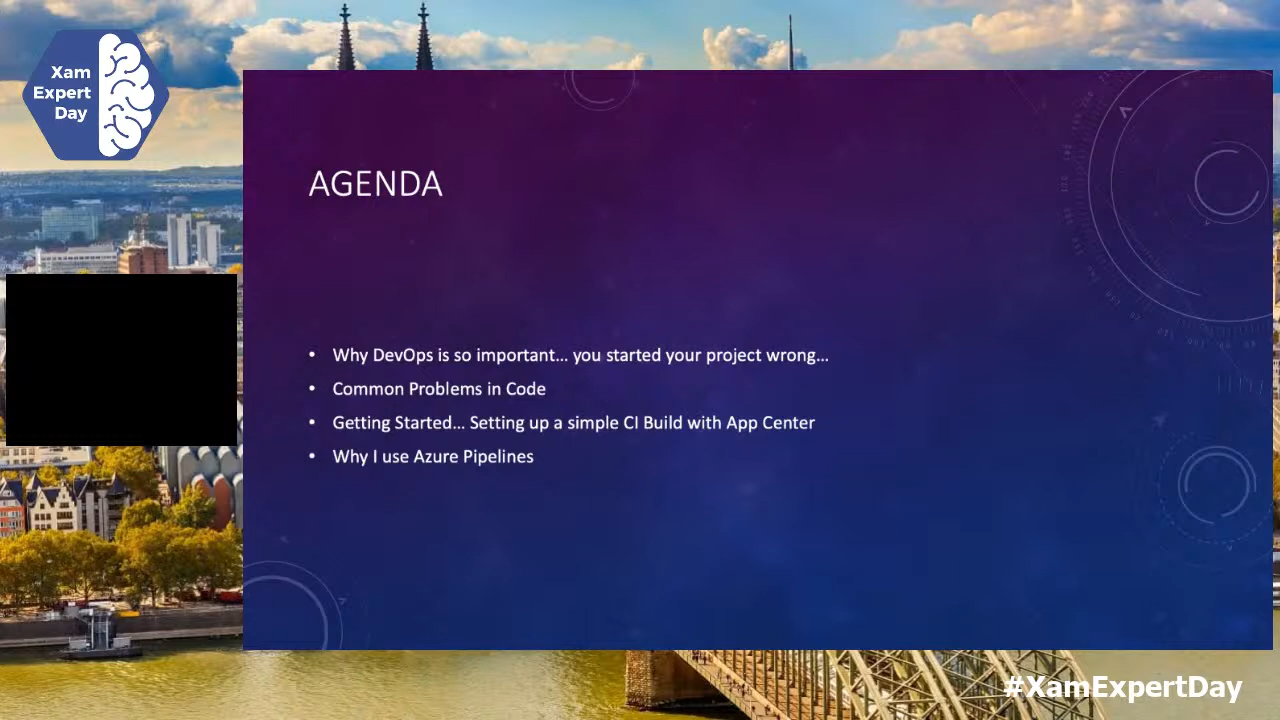 Xam
Expert
Day
AGENDA
• Why DevOps is so important... you started your project wrong...
• Common Problems in Code
• Getting Started... Setting up a simple CI Build with App Center
• Why I use Azure Pipelines
#XamExpertDay